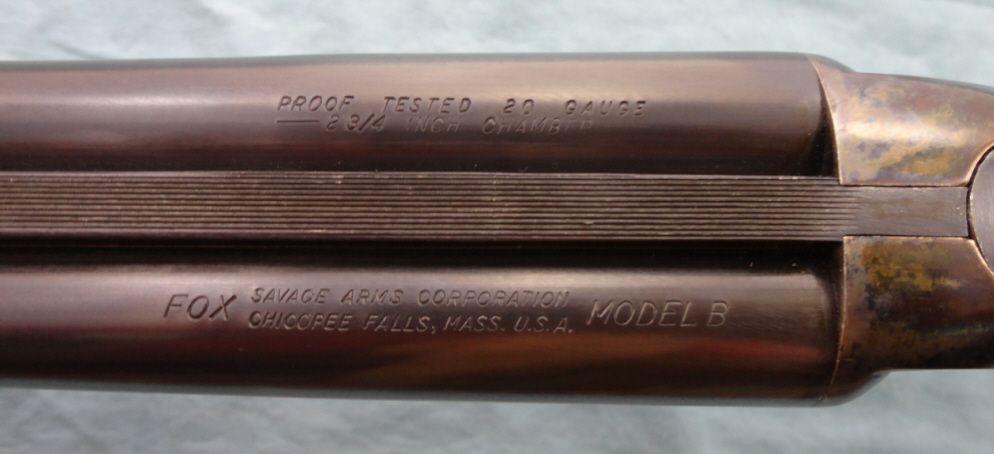 PROOF TESTED 20 GAUGE
2 3/4 INCH CHAMBER
FOX SAVAGE ARMS CORPORATION MODEL B
CHICOPEE FALLS, MASS. U.S.A.